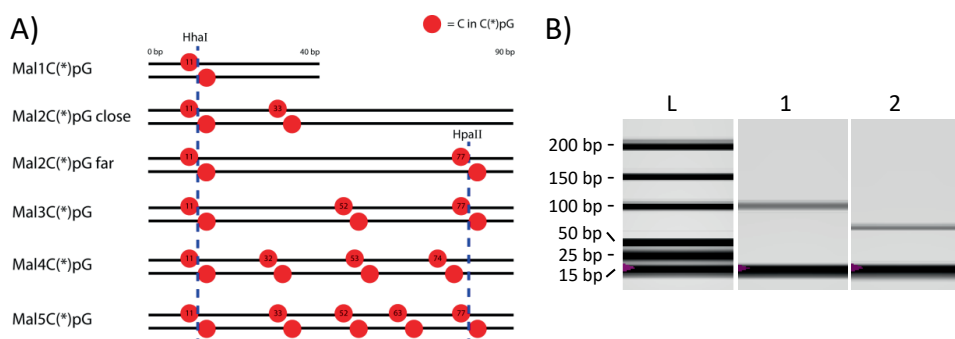 A)
= C in C(*)pG
B)
HhaI
0 bp 40 bp 90 bp
Mal1C(*)pG
11
Mal2C(*)pG close
11 33
HpaII
Mal2C(*)pG far
11 77
Mal3C(*)pG
11 52 77
Mal4C(*)pG
11 32 53 74
Mal5C(*)pG
11 33 52 63 77
L 1 2
200 bp -
150 bp -
100 bp -
50 bp
25 bp -
15 bp